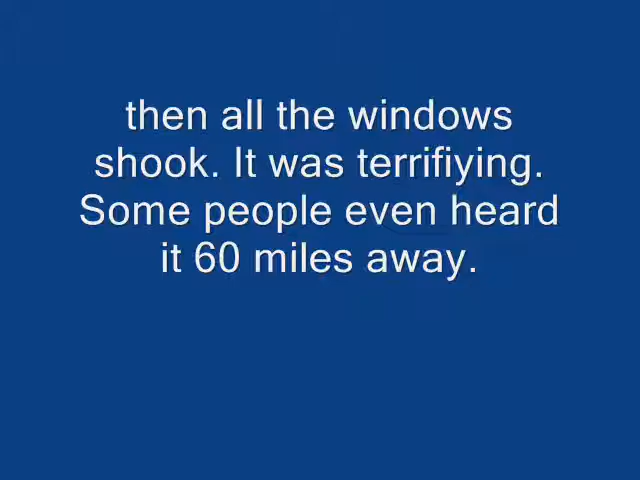 then all the windows
shook. It was terrifiying.
Some people even heard
it 60 miles away.